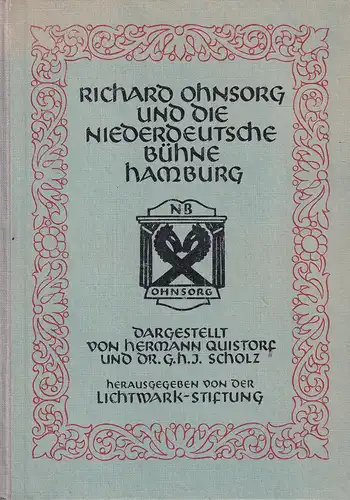 RICHARD OHNSORG
UND DIE
NIEDERDEUTSCHE
BÜHNE
HAMBURG
NB
OHNSORG
DARGESTELLT
VON HERMANN QUISTORF
UND DR. G.H.J. SCHOLZ
HERAUSGEGEBEN VON DER
LICHTWARK-STIFTUNG